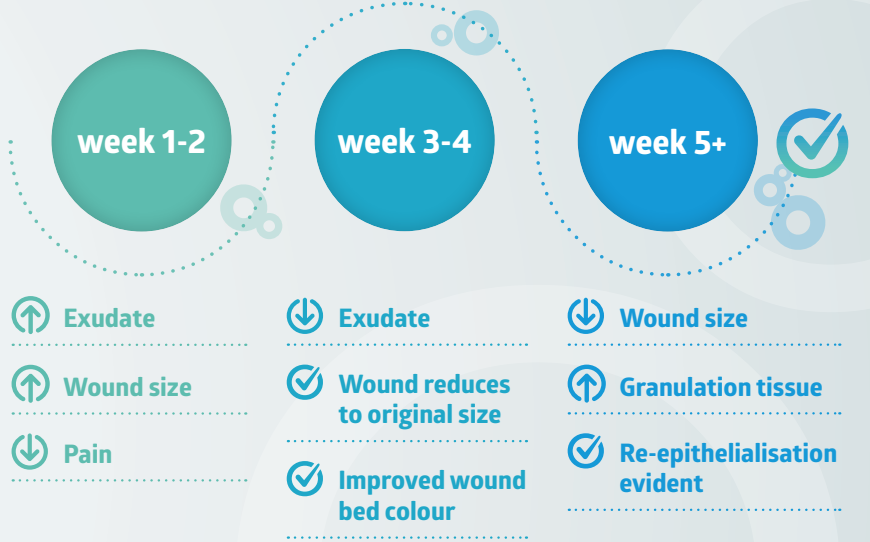 week 1-2
week 3-4
week 5+
Exudate
Wound size
Pain
Exudate
Wound reduces
to original size
Improved wound
bed colour
Wound size
Granulation tissue
Re-epithelialisation
evident